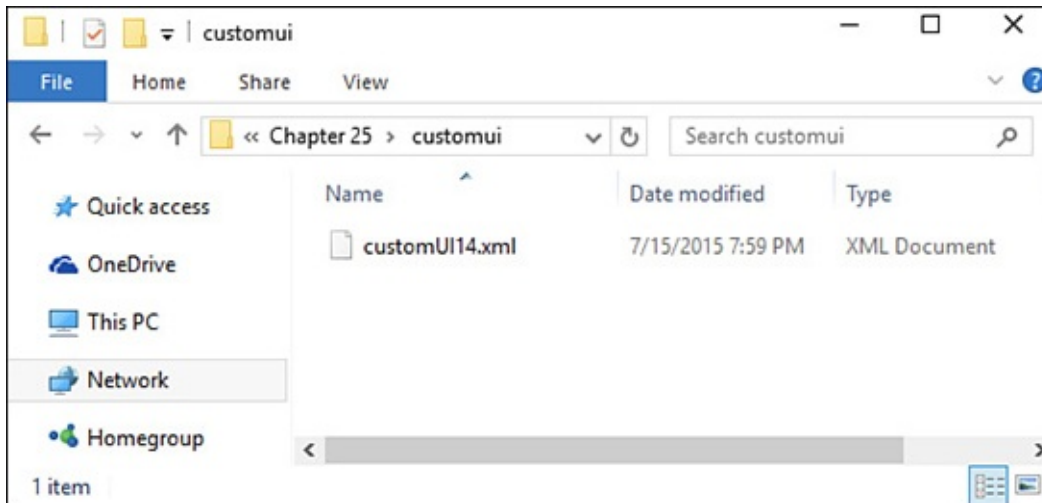 customui
File Home Share View
« Chapter 25 > customui Search customui
Name Date modified Type
Quick access
customUI14.xml 7/15/2015 7:59 PM XML Document
OneDrive
This PC
Network
Homegroup
1 item